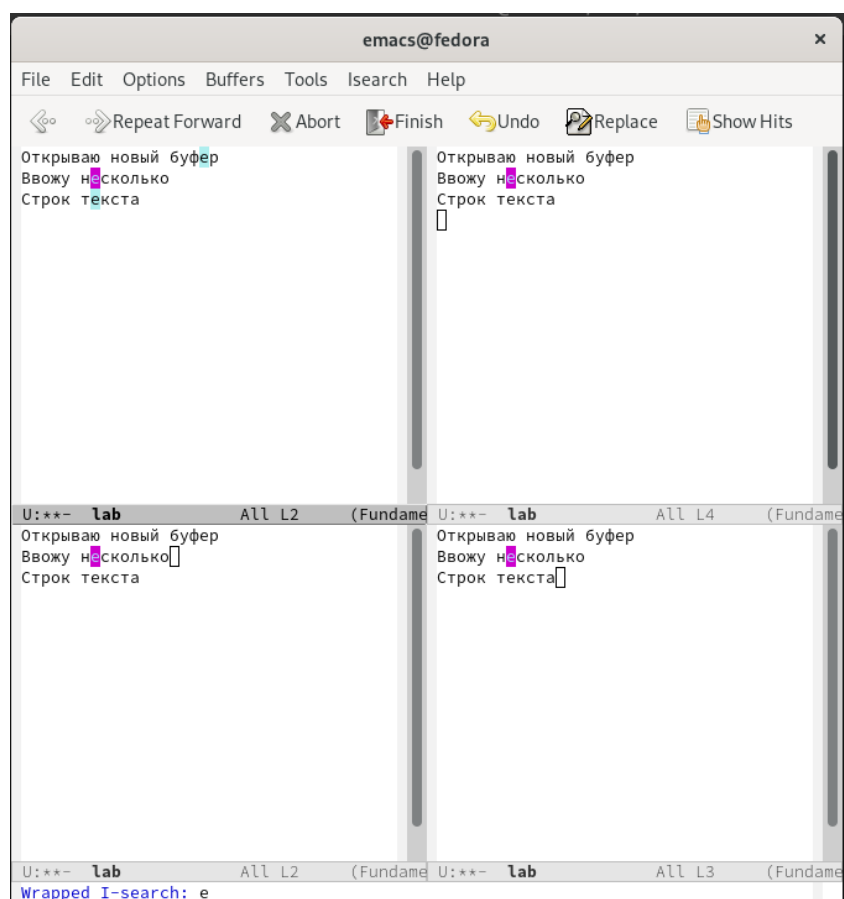 emacs@fedora ×
File Edit Options Buffers Tools Isearch Help
Repeat Forward Abort Finish Undo Replace Show Hits
Открываю новый буфер
Ввожу несколько
Строк текста
U:**- lab All L2 (Fundame
Открываю новый буфер
Ввожу несколько
Строк текста
U:**- lab All L4 (Fundame
Открываю новый буфер
Ввожу несколько
Строк текста
U:**- lab All L2 (Fundame
Открываю новый буфер
Ввожу несколько
Строк текста
U:**- lab All L3 (Fundame
Wrapped I-search: е